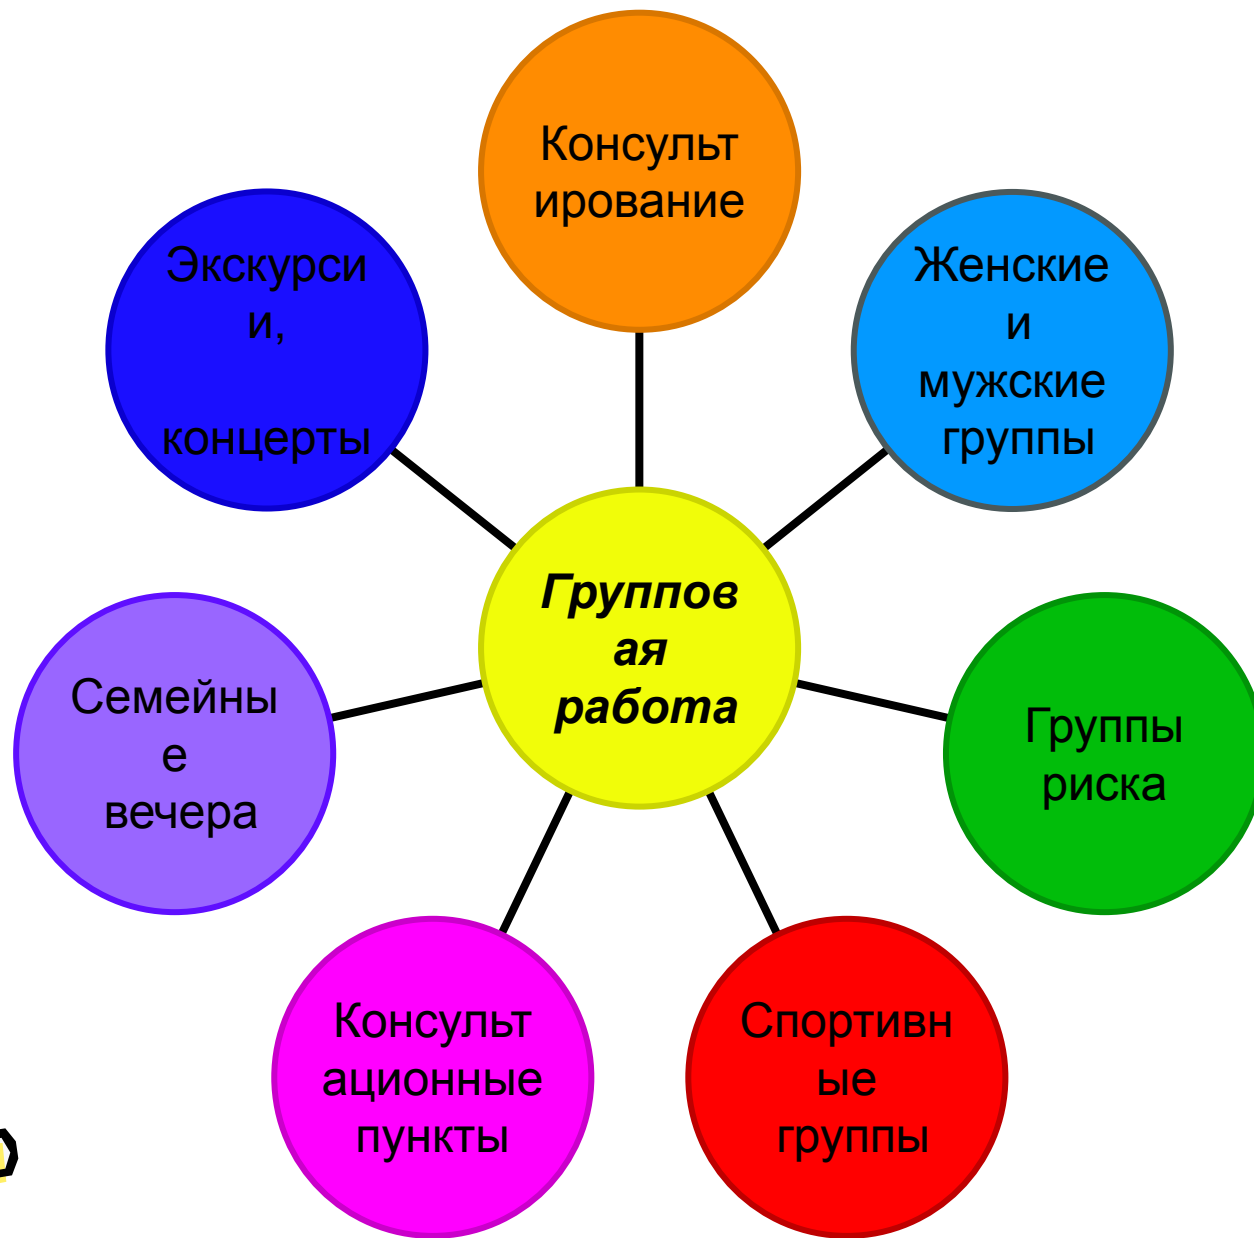 Консульт
ирование
Женские
и
мужские
группы
Группы
риска
Спортивн
ые
группы
Консульт
ационные
пункты
Семейны
е
вечера
Экскурси
и,
концерты
Группов
ая
работа